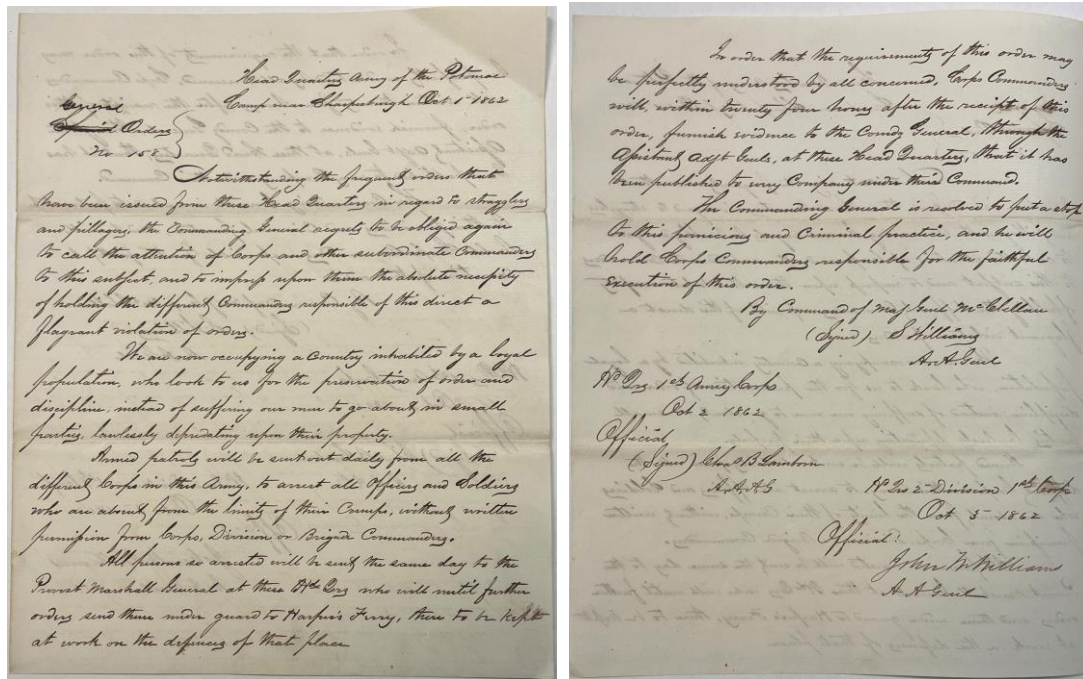 Head Quarters Army of the Potomac
Camp near Sharpsburgh Oct 1st 1862
General
Special Orders
No 158
Notwithstanding the frequent orders that
have been issued from these Head Quarters in regard to stragglers
and pillagers, the Commanding General regrets to be obliged again
to call the attention of Corps and other subordinate Commanders
to this subject, and to impress upon them the absolute necessity
of holding the different Commanders responsible of this direct a
flagrant violation of orders.
We are now occupying a Country inhabited by a loyal
population, who look to us for the preservation of order and
discipline, instead of suffering our men to go about in small
parties, lawlessly depredating upon their property.
Armed patrols will be sent out daily from all the
different Corps in this Army, to arrest all Officers and Soldiers
who are absent from the limits of their Camps, without written
permission from Corps, Division or Brigade Commanders.
All persons so arrested will be sent the same day to the
Provost Marshall General at these Hd Qrs who will until further
orders send them under guard to Harper's Ferry, there to be kept
at work on the defences of that place
In order that the requirements of this order may
be perfectly understood by all concerned, Corps Commanders
will within twenty four hours after the receipt of this
order, furnish evidence to the Comdg General, through the
Assistant Adjt Genls, at these Head Quarters, that it has
been published to every Company under their Command.
The Commanding General is resolved to put a stop
to this pernicious and Criminal practice, and he will
hold Corps Commanders responsible for the faithful
execution of this order.
By Command of Maj Genl McClellan
(Signed) S Williams
A.A. Genl
Hd Qrs 1st Army Corps
Oct 2 1862
Official
(Signed) Chas B Lamborn
A.A.A.G
Hd Qrs 2nd Division 1st Corps
Oct 3 1862
Official:
John W Williams
A A Genl